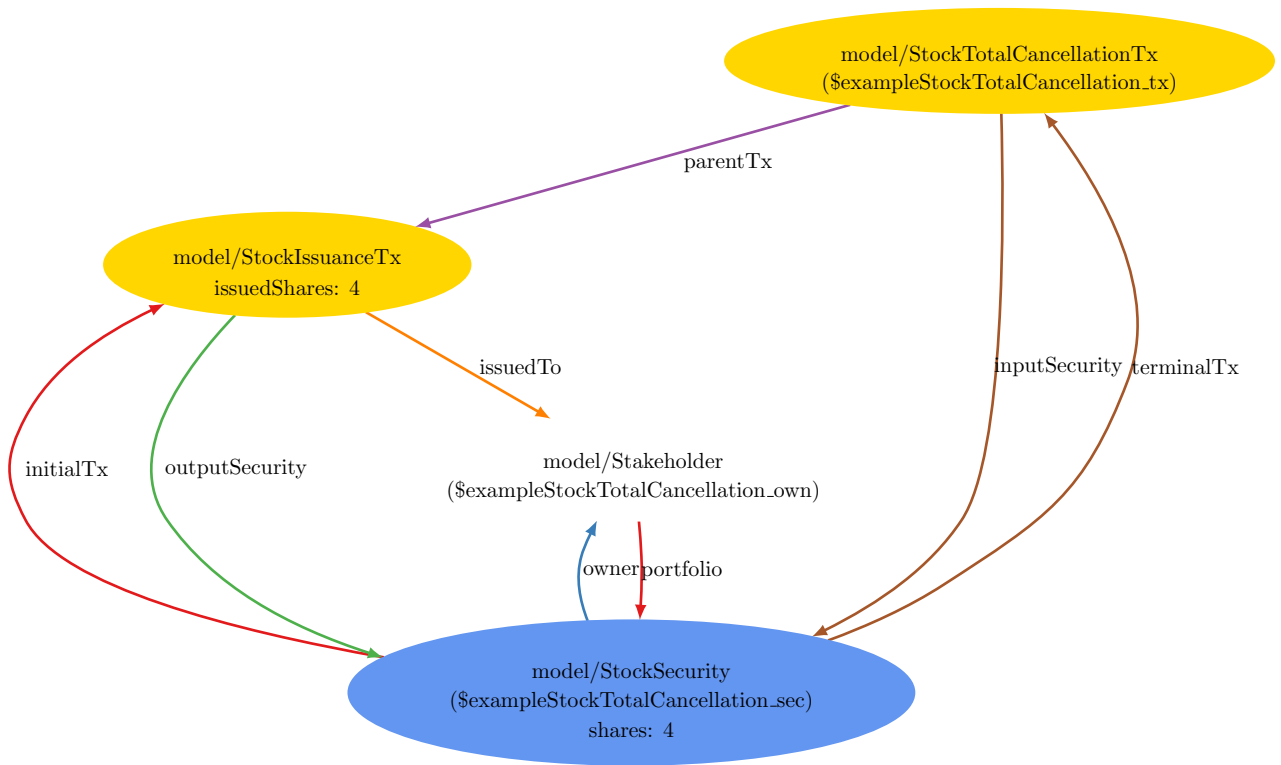 model/StockTotalCancellationTx
($exampleStockTotalCancellation_tx)
parentTx
model/StockIssuanceTx
issuedShares: 4
issuedTo
inputSecurity
terminalTx
initialTx
outputSecurity
model/Stakeholder
($exampleStockTotalCancellation_own)
owner
portfolio
model/StockSecurity
($exampleStockTotalCancellation_sec)
shares: 4